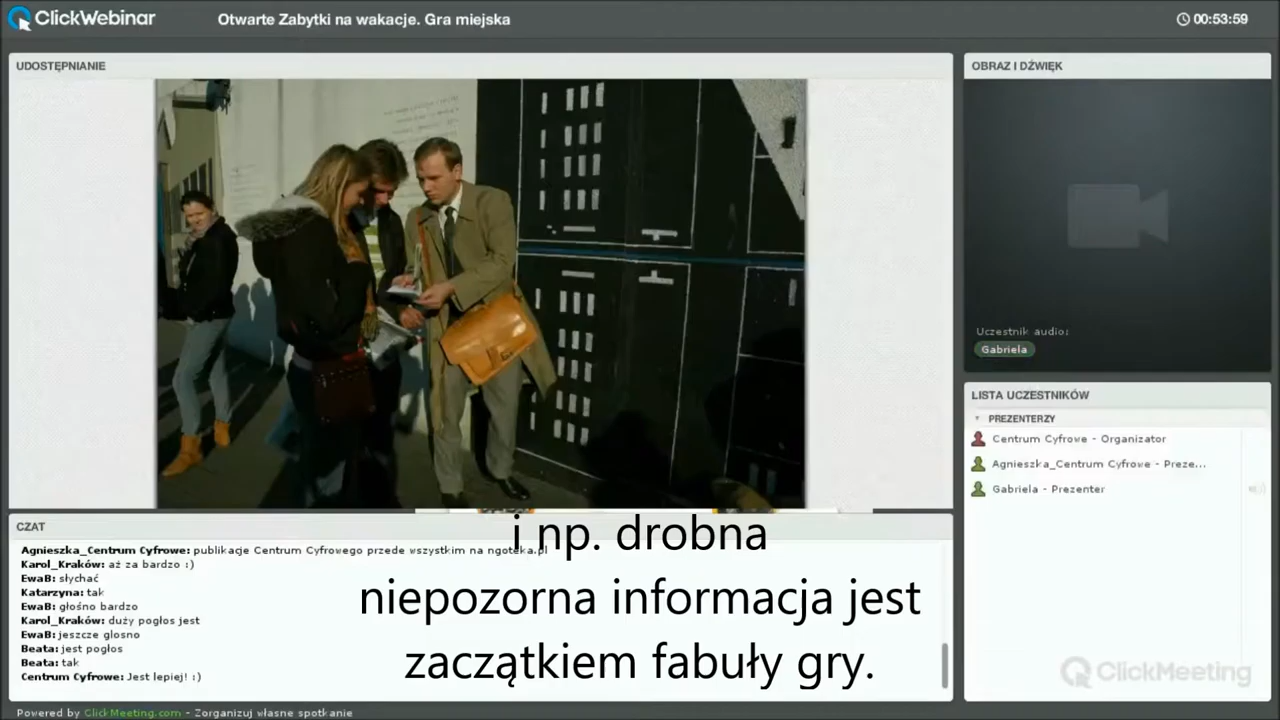 ClickWebinar
Otwarte Zabytki na wakacje. Gra miejska
00:53:59
UDOSTĘPNIANIE
OBRAZ I DŹWIĘK
Uczestnik audio:
Gabriela
LISTA UCZESTNIKÓW
PREZENTERZY
Centrum Cyfrowe - Organizator
Agnieszka_Centrum Cyfrowe - Preze...
Gabriela - Prezenter
CZAT
Agnieszka_Centrum Cyfrowe: publikacje Centrum Cyfrowego przede wszystkim na ngoteka.pl
Karol_Kraków: aż za bardzo :)
EwaB: słychać
Katarzyna: tak
EwaB: głośno bardzo
Karol_Kraków: duży pogłos jest
EwaB: jeszcze glosno
Beata: jest pogłos
Beata: tak
Centrum Cyfrowe: Jest lepiej! :)
i np. drobna
niepozorna informacja jest
zaczątkiem fabuły gry.
ClickMeeting
Powered by ClickMeeting.com - Zorganizuj własne spotkanie